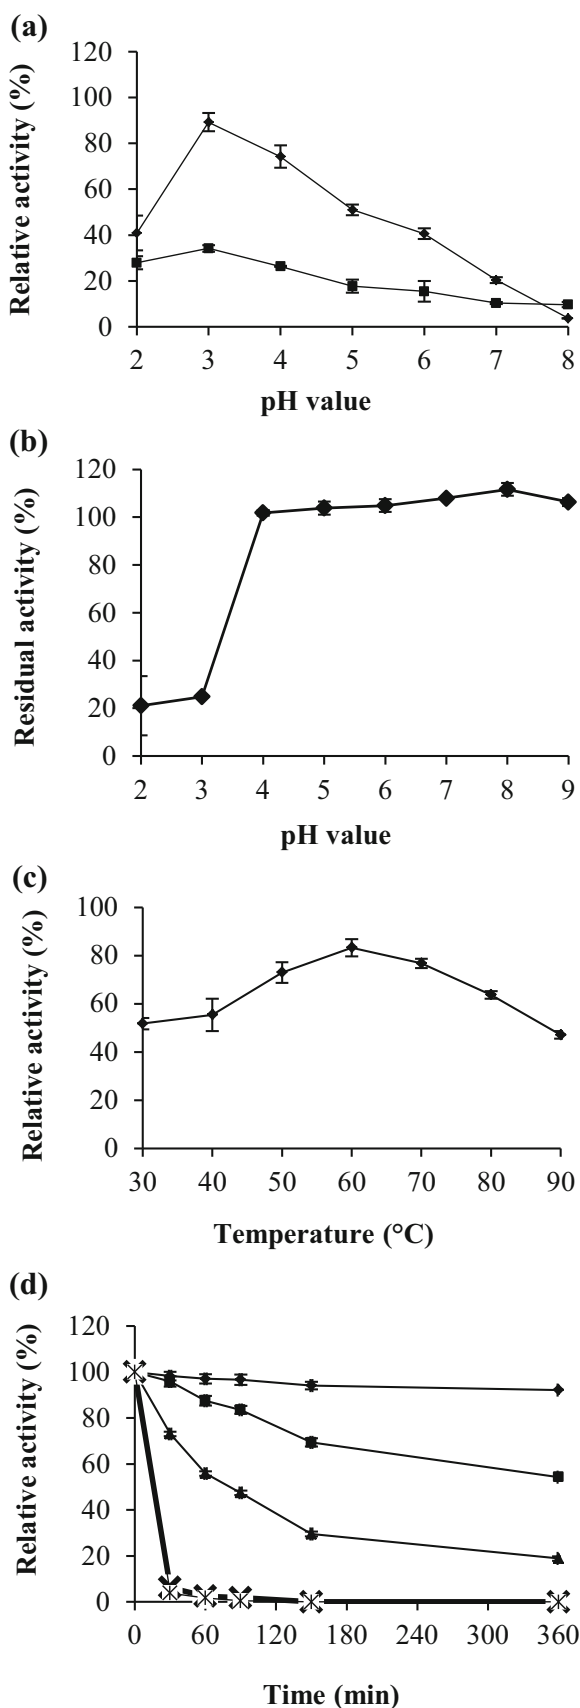 (a)
Relative activity (%)
120
100
80
60
40
20
0
2 3 4 5 6 7 8
pH value
(b)
Residual activity (%)
120
100
80
60
40
20
0
2 3 4 5 6 7 8 9
pH value
(c)
Relative activity (%)
100
80
60
40
20
0
30 40 50 60 70 80 90
Temperature (°C)
(d)
Relative activity (%)
120
100
80
60
40
20
0
0 60 120 180 240 300 360
Time (min)